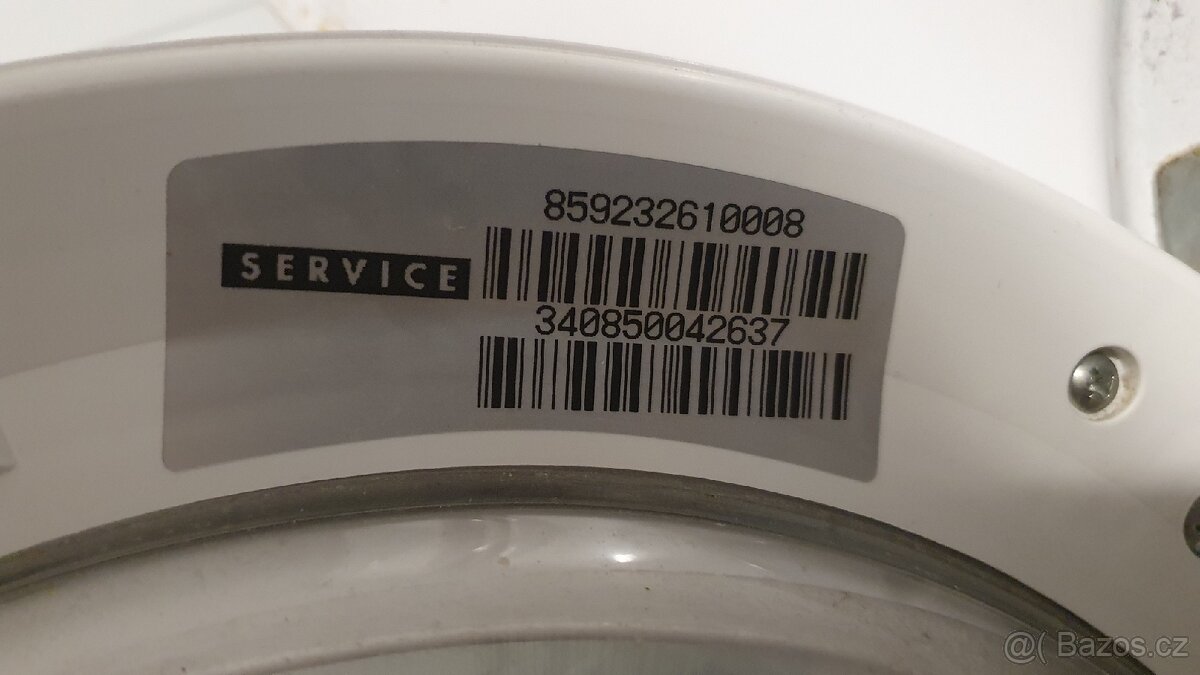 859232610008
SERVICE
340850042637
@( Bazos.cz